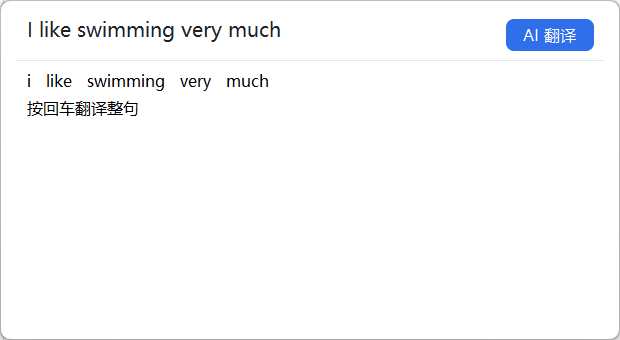 I like swimming very much
AI 翻译
i like swimming very much
按回车翻译整句